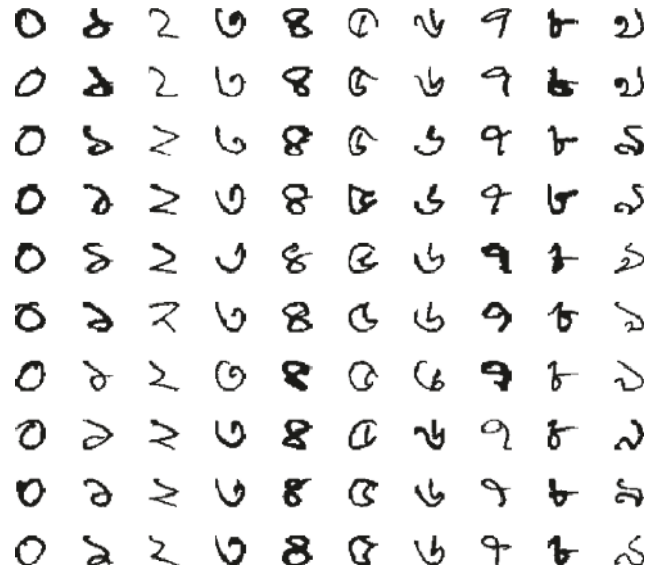 ০ ১ ২ ৩ ৪ ৫ ৬ ৭ ৮ ৯
০ ১ ২ ৩ ৪ ৫ ৬ ৭ ৮ ৯
০ ১ ২ ৩ ৪ ৫ ৬ ৭ ৮ ৯
০ ১ ২ ৩ ৪ ৫ ৬ ৭ ৮ ৯
০ ১ ২ ৩ ৪ ৫ ৬ ৭ ৮ ৯
০ ১ ২ ৩ ৪ ৫ ৬ ৭ ৮ ৯
০ ১ ২ ৩ ৪ ৫ ৬ ৭ ৮ ৯
০ ১ ২ ৩ ৪ ৫ ৬ ৭ ৮ ৯
০ ১ ২ ৩ ৪ ৫ ৬ ৭ ৮ ৯
০ ১ ২ ৩ ৪ ৫ ৬ ৭ ৮ ৯